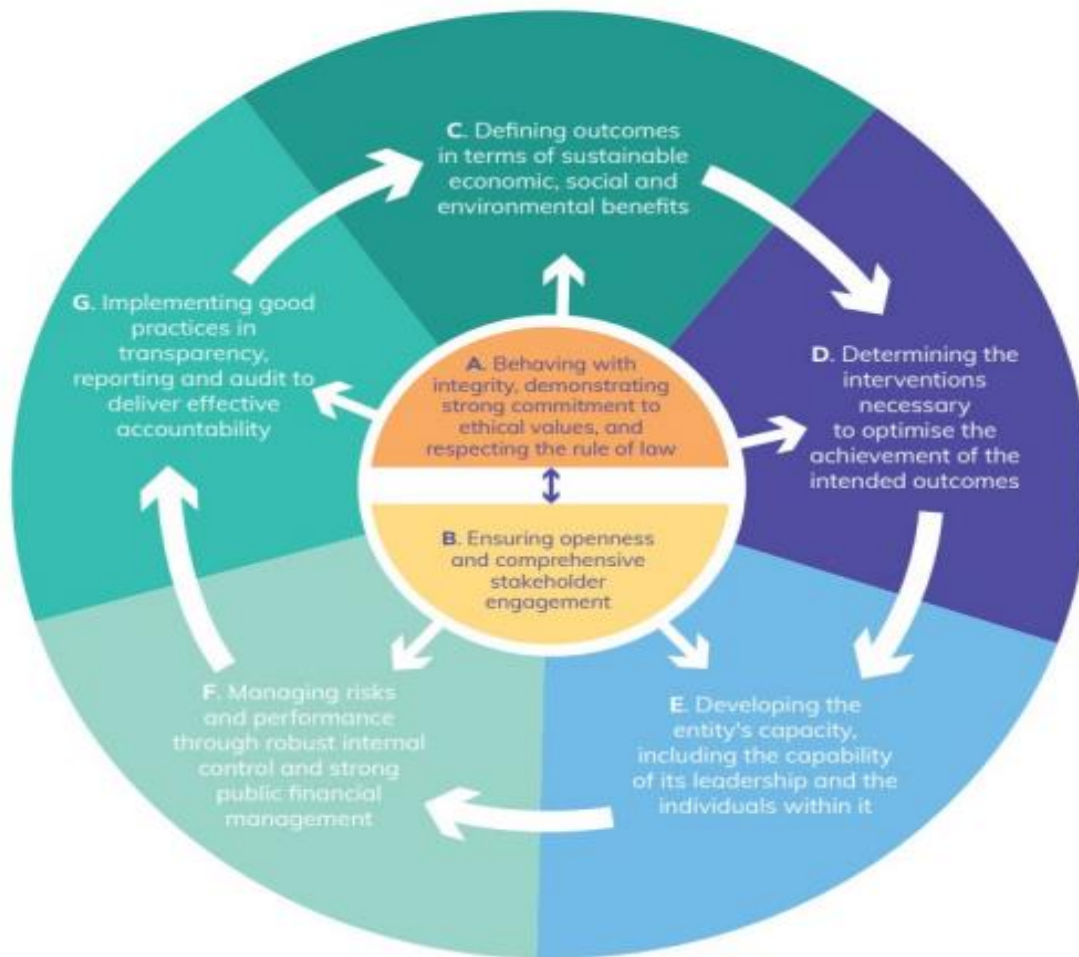 C. Defining outcomes
in terms of sustainable
economic, social and
environmental benefits
G. Implementing good
practices in
transparency,
reporting and audit to
deliver effective
accountability
A. Behaving with
integrity, demonstrating
strong commitment to
ethical values, and
respecting the rule of law
D. Determining the
interventions
necessary
to optimise the
achievement of the
intended outcomes
B. Ensuring openness
and comprehensive
stakeholder
engagement
F. Managing risks
and performance
through robust internal
control and strong
public financial
management
E. Developing the
entity's capacity,
including the capability
of its leadership and the
individuals within it